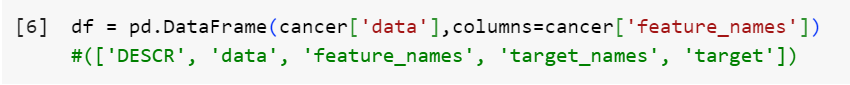 [6] df = pd.DataFrame(cancer['data'],columns=cancer['feature_names'])
#(['DESCR', 'data', 'feature_names', 'target_names', 'target'])